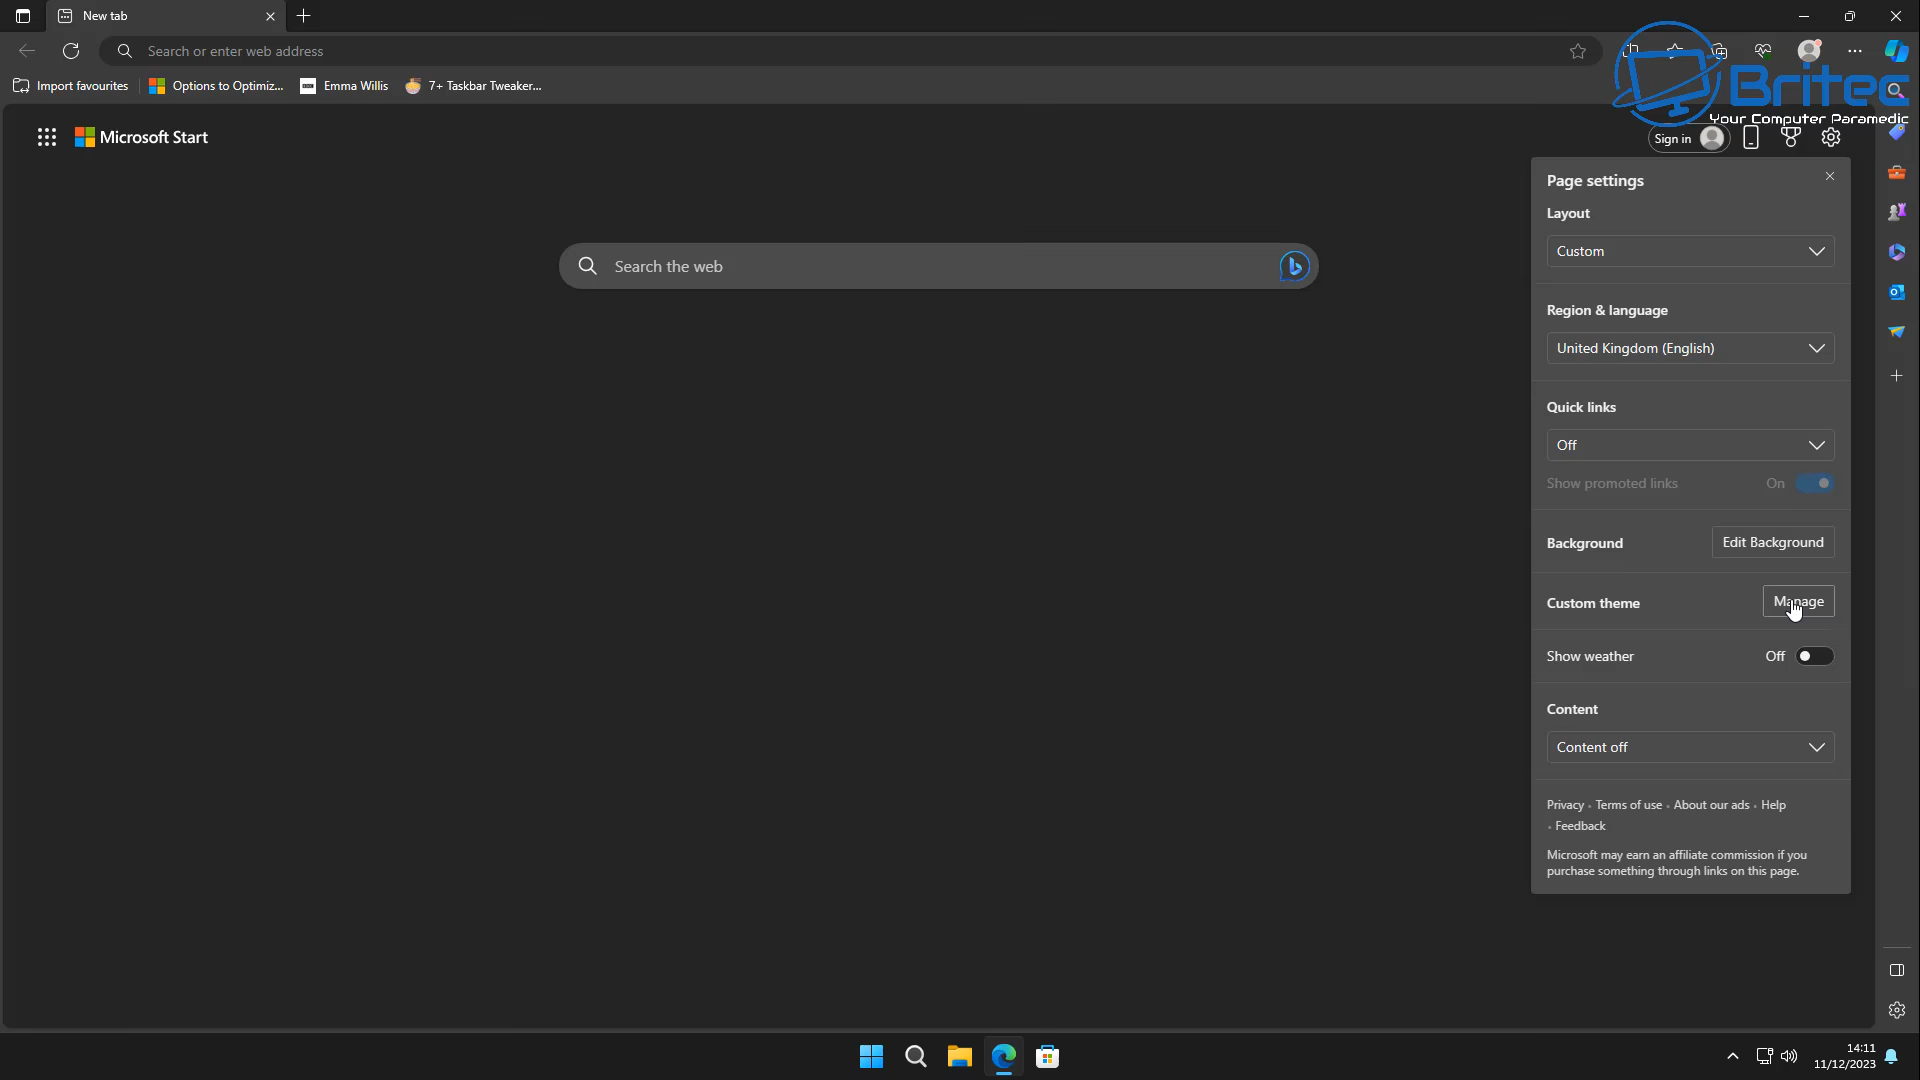 New tab
Search or enter web address
Import favourites
Options to Optimiz...
Emma Willis
7+ Taskbar Tweaker...
Britec
Your Computer Paramedic
Microsoft Start
Sign in
Search the web
Page settings
Layout
Custom
Region & language
United Kingdom (English)
Quick links
Off
Show promoted links On
Background Edit Background
Custom theme Manage
Show weather Off
Content
Content off
Privacy • Terms of use • About our ads • Help
• Feedback
Microsoft may earn an affiliate commission if you
purchase something through links on this page.
14:11
11/12/2023